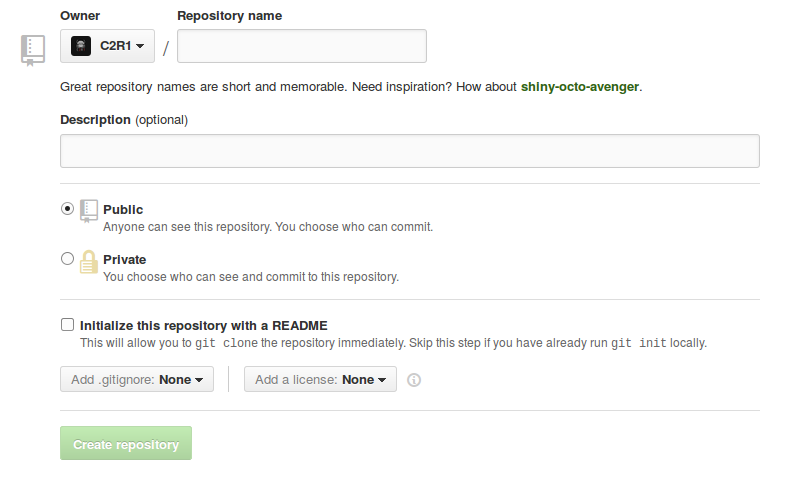 Owner Repository name
C2R1 /
Great repository names are short and memorable. Need inspiration? How about shiny-octo-avenger.
Description (optional)
Public
Anyone can see this repository. You choose who can commit.
Private
You choose who can see and commit to this repository.
Initialize this repository with a README
This will allow you to git clone the repository immediately. Skip this step if you have already run git init locally.
Add .gitignore: None Add a license: None
Create repository